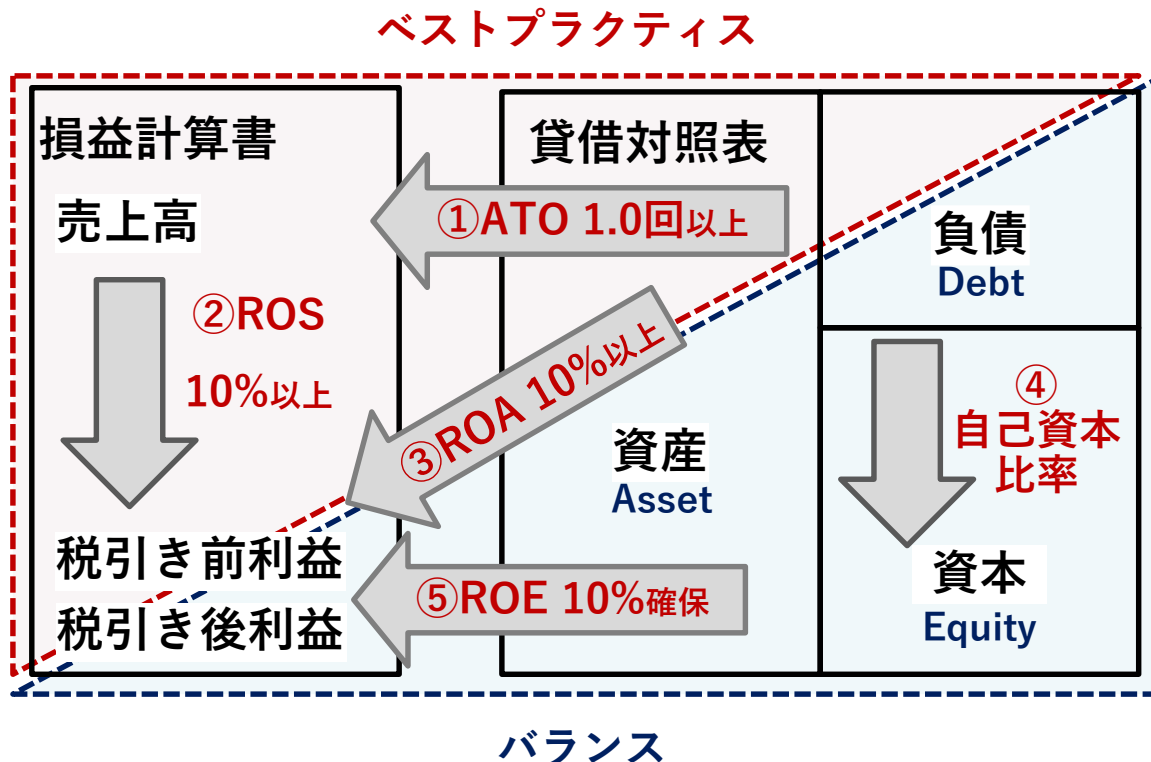 ベストプラクティス
損益計算書
売上高
②ROS
10%以上
税引き前利益
税引き後利益
貸借対照表
①ATO 1.0回以上
③ROA 10%以上
資産
Asset
⑤ROE 10%確保
負債
Debt
④
自己資本
比率
資本
Equity
バランス